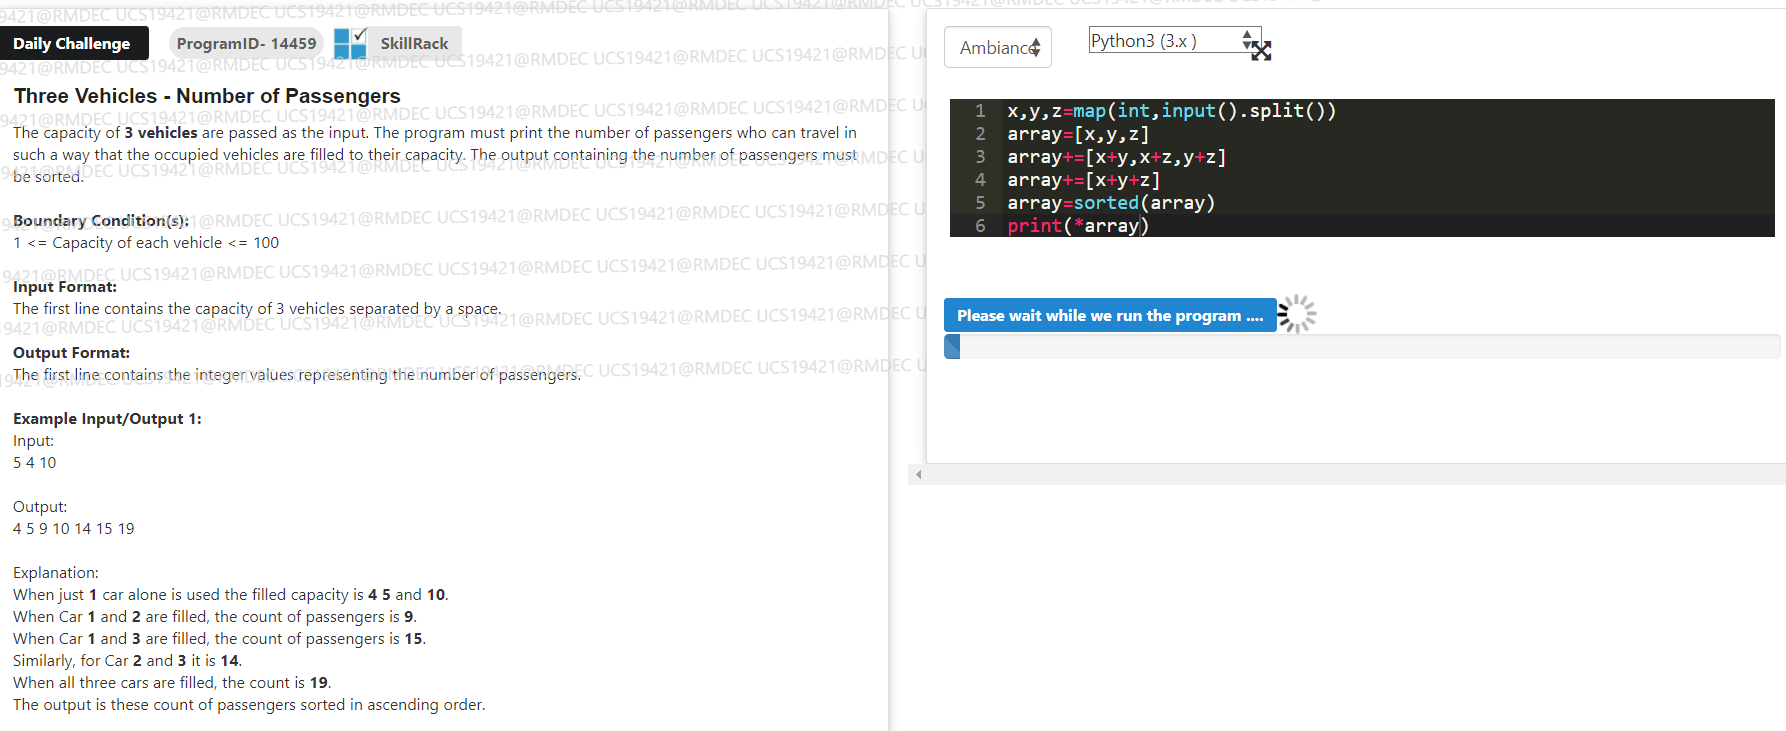 Daily Challenge
ProgramID- 14459
SkillRack
Three Vehicles - Number of Passengers
The capacity of 3 vehicles are passed as the input. The program must print the number of passengers who can travel in
such a way that the occupied vehicles are filled to their capacity. The output containing the number of passengers must
be sorted.
Boundary Condition(s):
1 <= Capacity of each vehicle <= 100
Input Format:
The first line contains the capacity of 3 vehicles separated by a space.
Output Format:
The first line contains the integer values representing the number of passengers.
Example Input/Output 1:
Input:
5 4 10
Output:
4 5 9 10 14 15 19
Explanation:
When just 1 car alone is used the filled capacity is 4 5 and 10.
When Car 1 and 2 are filled, the count of passengers is 9.
When Car 1 and 3 are filled, the count of passengers is 15.
Similarly, for Car 2 and 3 it is 14.
When all three cars are filled, the count is 19.
The output is these count of passengers sorted in ascending order.
Ambiance
Python3 (3.x )
1 x,y,z=map(int,input().split())
2 array=[x,y,z]
3 array+=[x+y,x+z,y+z]
4 array+=[x+y+z]
5 array=sorted(array)
6 print(*array)
Please wait while we run the program ....
19421@RMDEC UCS19421@RMDEC UCS19421@RMDEC UCS19421@RMDEC UCS19421@RMDEC UCS19421@RMDEC U